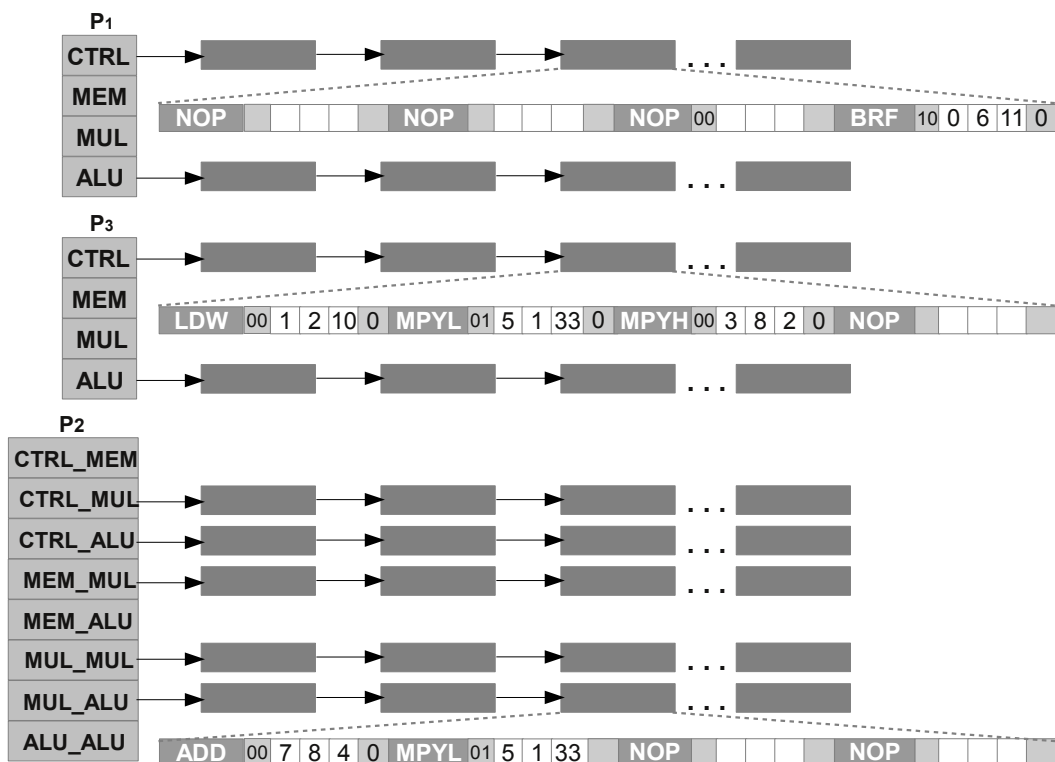 P1
CTRL
MEM
MUL
ALU
. . .
NOP NOP NOP 00 BRF 10 0 6 11 0
. . .
P3
CTRL
MEM
MUL
ALU
. . .
LDW 00 1 2 10 0 MPYL 01 5 1 33 0 MPYH 00 3 8 2 0 NOP
. . .
P2
CTRL_MEM
CTRL_MUL . . .
CTRL_ALU . . .
MEM_MUL . . .
MEM_ALU
MUL_MUL . . .
MUL_ALU . . .
ALU_ALU
ADD 00 7 8 4 0 MPYL 01 5 1 33 NOP NOP